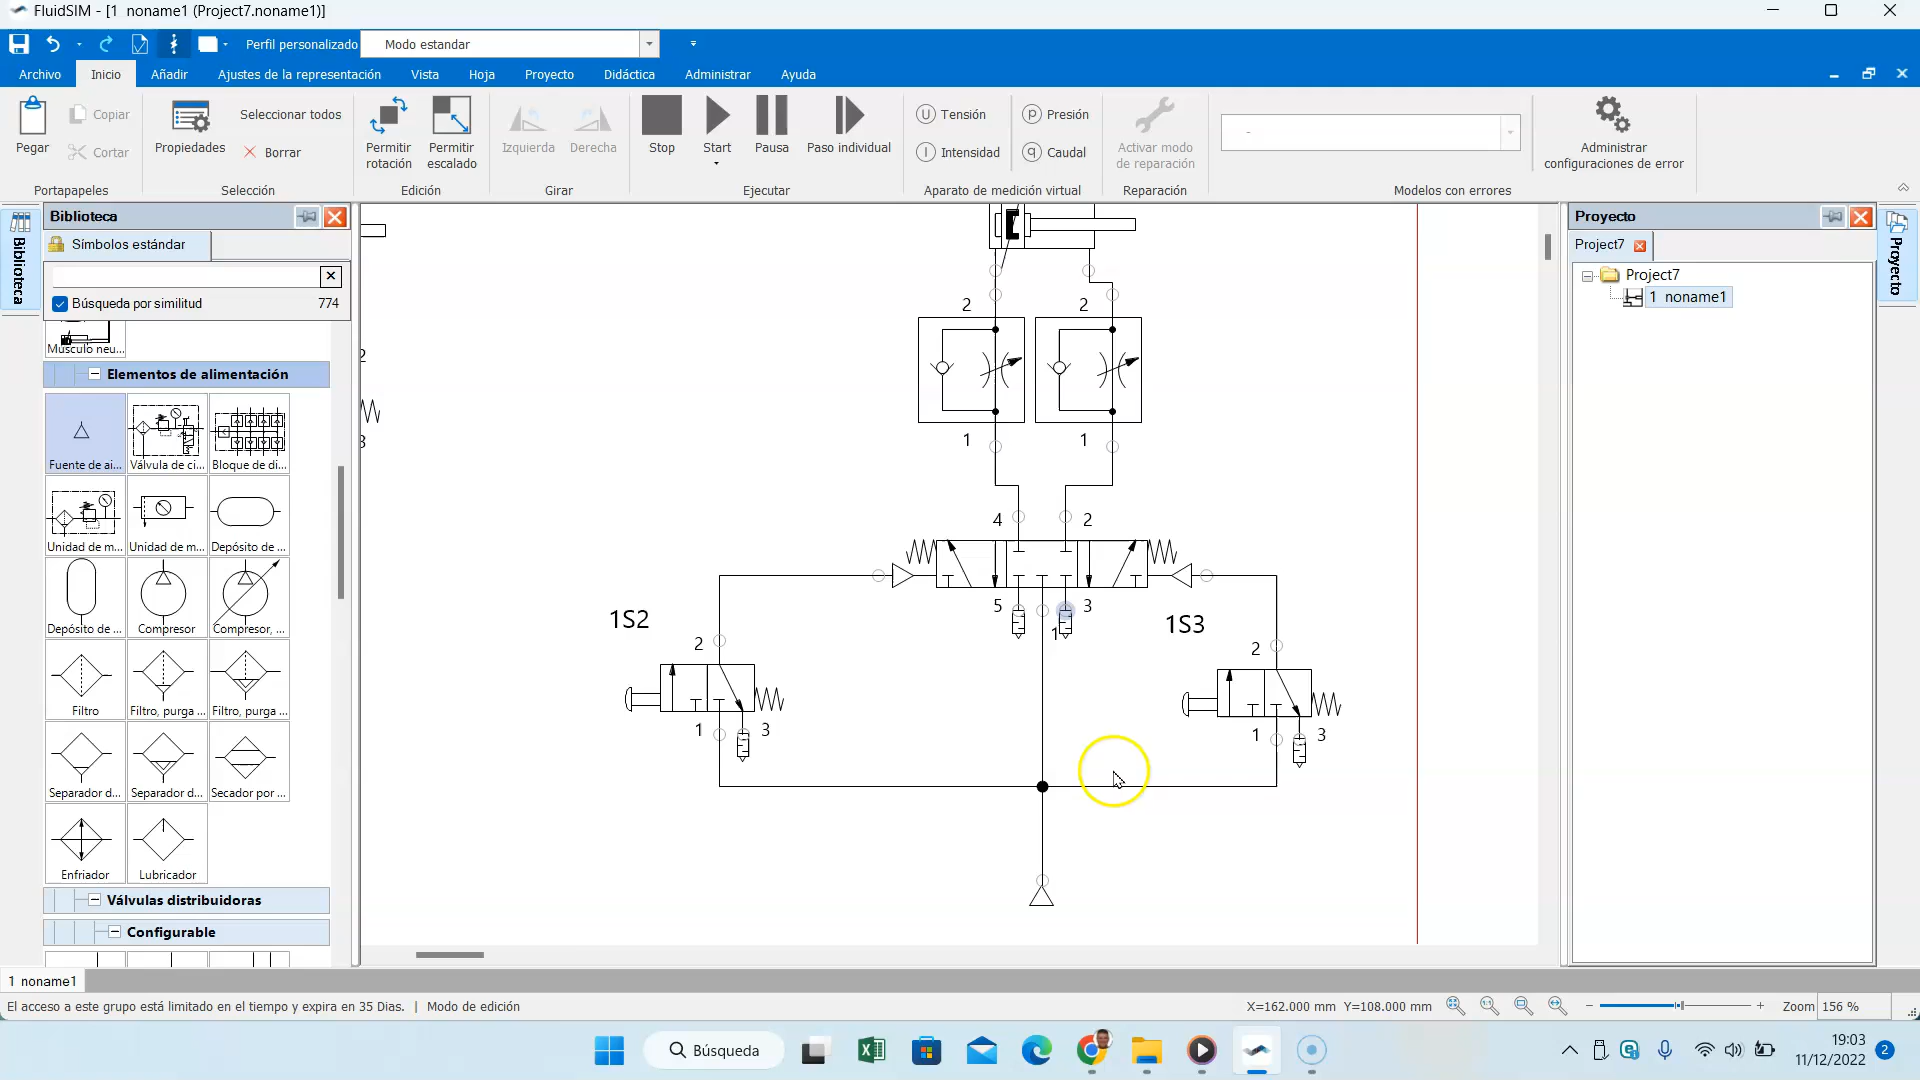 FluidSIM - [1 noname1 (Project7.noname1)]
Perfil personalizado Modo estandar
Archivo Inicio Añadir Ajustes de la representación Vista Hoja Proyecto Didáctica Administrar Ayuda
Pegar
Copiar
Cortar
Portapapeles
Propiedades
Seleccionar todos
Borrar
Selección
Permitir
rotación
Permitir
escalado
Edición
Izquierda
Derecha
Girar
Stop
Start
Pausa
Paso individual
Ejecutar
U Tensión
I Intensidad
P Presión
q Caudal
Aparato de medición virtual
Activar modo
de reparación
Reparación
-
Modelos con errores
Administrar
configuraciones de error
Biblioteca
Biblioteca
Símbolos estándar
Búsqueda por similitud 774
Músculo neu...
Elementos de alimentación
Fuente de ai...
Válvula de ci...
Bloque de di...
Unidad de m...
Unidad de m...
Depósito de ...
Depósito de ...
Compresor
Compresor, ...
Filtro
Filtro, purga ...
Filtro, purga ...
Separador d...
Separador d...
Secador por ...
Enfriador
Lubricador
Válvulas distribuidoras
Configurable
2
3
2
2
1
1
4
2
5
1
3
1S2
2
1
3
1S3
2
1
3
Proyecto
Project7
Project7
1 noname1
Proyecto
1 noname1
El acceso a este grupo está limitado en el tiempo y expira en 35 Dias. | Modo de edición
X=162.000 mm Y=108.000 mm
1:1
Zoom 156 %
Búsqueda
19:03
11/12/2022
2